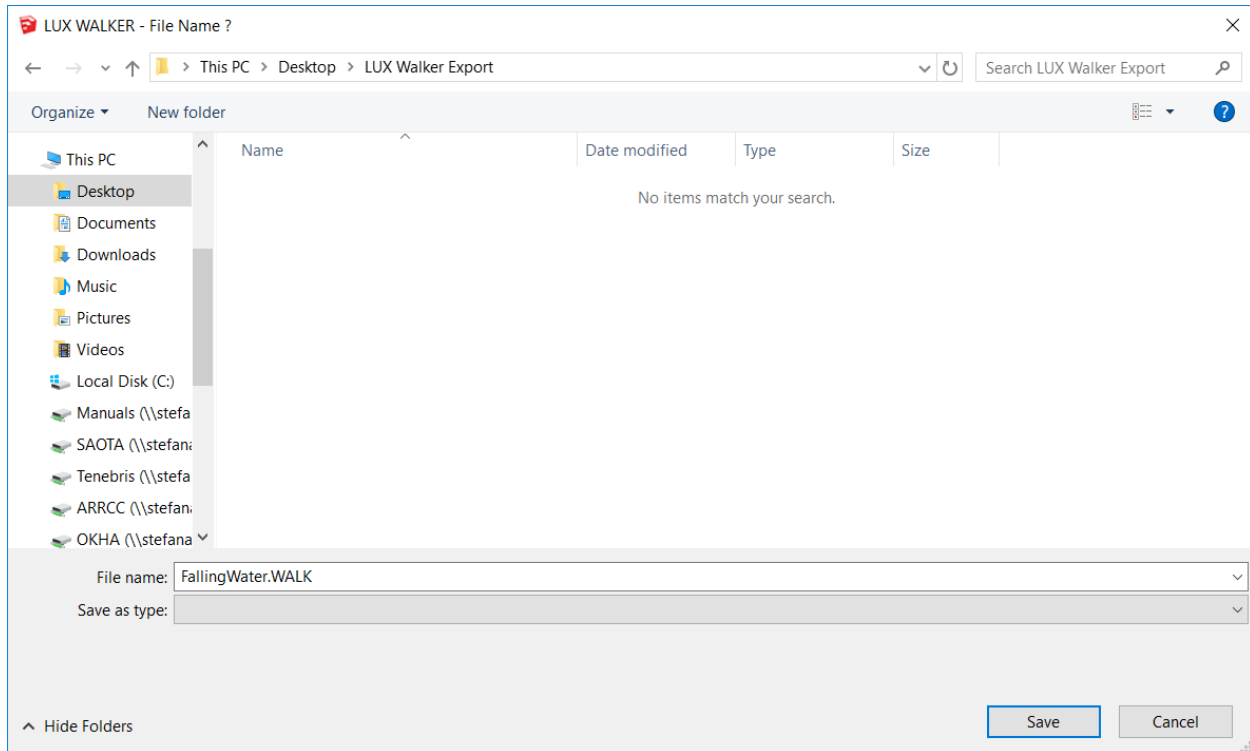 LUX WALKER - File Name ?
This PC > Desktop > LUX Walker Export
Search LUX Walker Export
Organize
New folder
?
Name
Date modified
Type
Size
No items match your search.
This PC
Desktop
Documents
Downloads
Music
Pictures
Videos
Local Disk (C:)
Manuals (\\stefa
SAOTA (\\stefana
Tenebris (\\stefa
ARRCC (\\stefana
OKHA (\\stefana
File name: FallingWater.WALK
Save as type:
Hide Folders
Save
Cancel